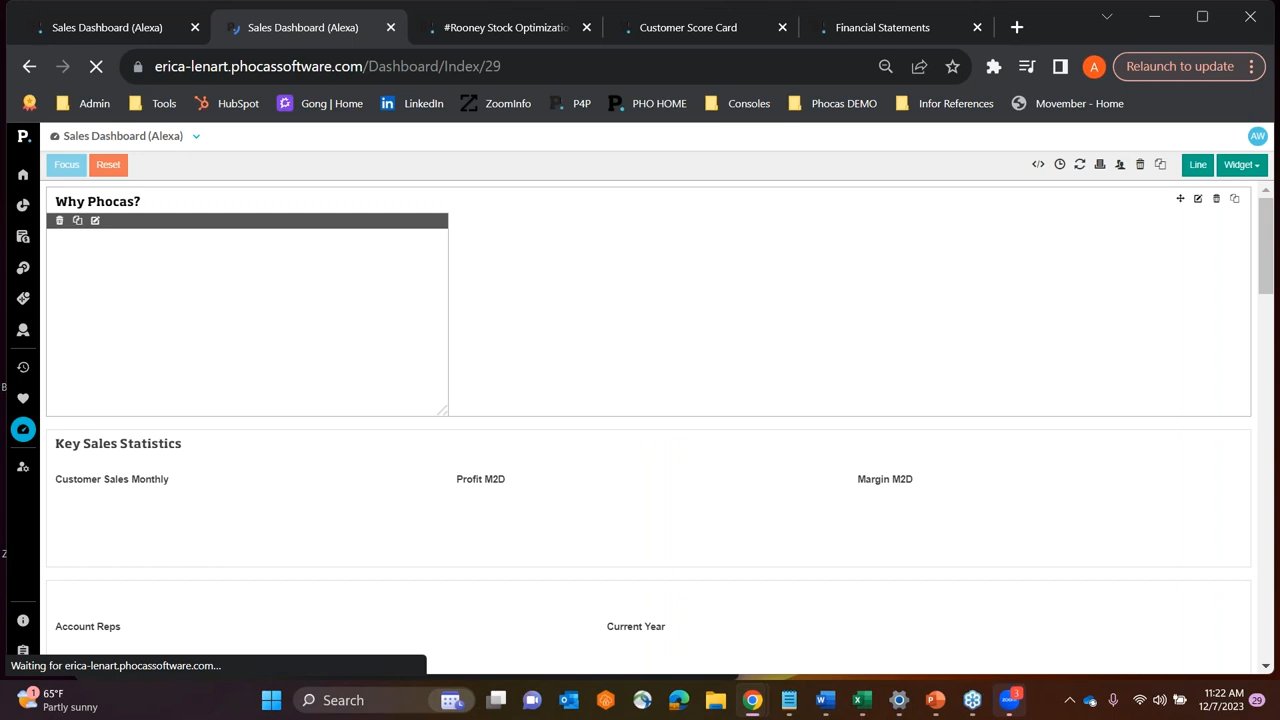 Sales Dashboard (Alexa)
Sales Dashboard (Alexa)
#Rooney Stock Optimizatio
Customer Score Card
Financial Statements
erica-lenart.phocassoftware.com/Dashboard/Index/29
A
Relaunch to update
Admin
Tools
HubSpot
Gong | Home
LinkedIn
ZoomInfo
P4P
PHO HOME
Consoles
Phocas DEMO
Infor References
Movember - Home
P.
Sales Dashboard (Alexa)
AW
Focus
Reset
Line
Widget
Why Phocas?
Key Sales Statistics
Customer Sales Monthly
Profit M2D
Margin M2D
Account Reps
Current Year
Waiting for erica-lenart.phocassoftware.com...
1
65°F
Partly sunny
Search
3
11:22 AM
12/7/2023
29